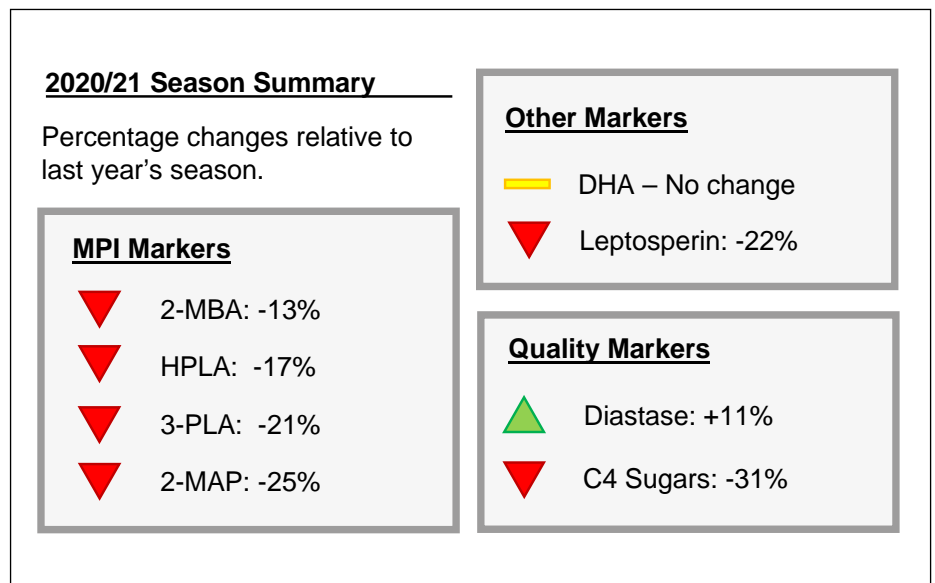 2020/21 Season Summary
Percentage changes relative to
last year's season.
MPI Markers
2-MBA: -13%
HPLA: -17%
3-PLA: -21%
2-MAP: -25%
Other Markers
DHA – No change
Leptosperin: -22%
Quality Markers
Diastase: +11%
C4 Sugars: -31%